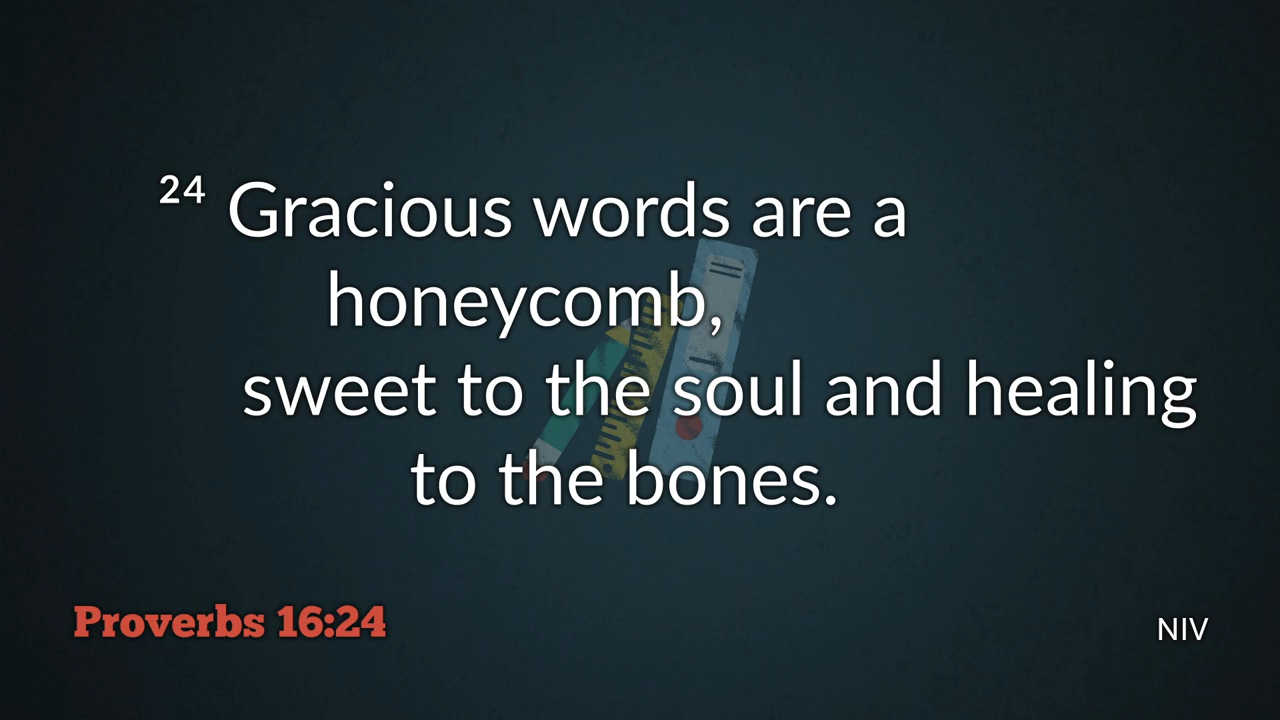 ²⁴ Gracious words are a
honeycomb,
sweet to the soul and healing
to the bones.
Proverbs 16:24
NIV